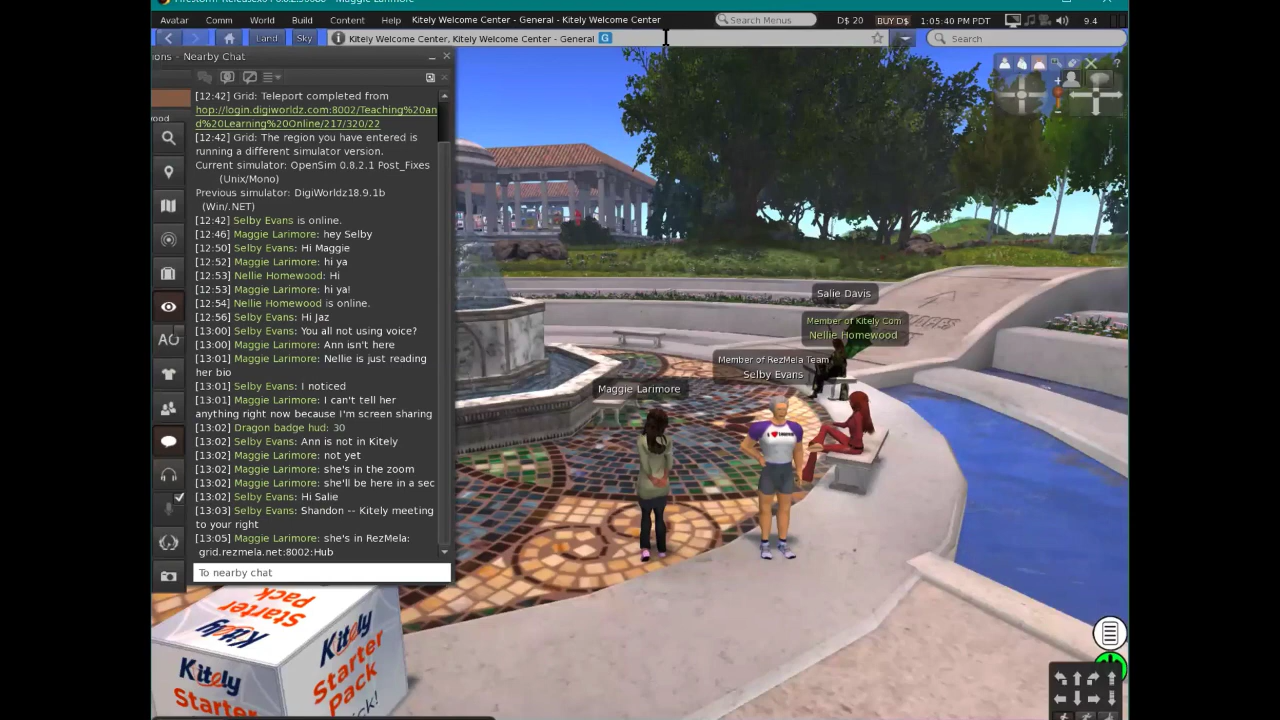 Avatar Comm World Build Content Help Kitely Welcome Center - General - Kitely Welcome Center Search Menus D$ 20 BUY D$ 1:05:40 PM PDT 9.4
Land Sky Kitely Welcome Center, Kitely Welcome Center - General G Search
ons - Nearby Chat
[12:42] Grid: Teleport completed from
hop://login.digiworldz.com:8002/Teaching%20an
d%20Learning%20Online/217/320/22
[12:42] Grid: The region you have entered is
running a different simulator version.
Current simulator: OpenSim 0.8.2.1 Post_Fixes
(Unix/Mono)
Previous simulator: DigiWorldz18.9.1b
(Win/.NET)
[12:42] Selby Evans is online.
[12:46] Maggie Larimore: hey Selby
[12:50] Selby Evans: Hi Maggie
[12:52] Maggie Larimore: hi ya
[12:53] Nellie Homewood: Hi
[12:53] Maggie Larimore: hi ya!
[12:54] Nellie Homewood is online.
[12:56] Selby Evans: Hi Jaz
[13:00] Selby Evans: You all not using voice?
[13:00] Maggie Larimore: Ann isn't here
[13:01] Maggie Larimore: Nellie is just reading
her bio
[13:01] Selby Evans: I noticed
[13:01] Maggie Larimore: I can't tell her
anything right now because I'm screen sharing
[13:02] Dragon badge hud: 30
[13:02] Selby Evans: Ann is not in Kitely
[13:02] Maggie Larimore: not yet
[13:02] Maggie Larimore: she's in the zoom
[13:02] Maggie Larimore: she'll be here in a sec
[13:02] Selby Evans: Hi Salie
[13:03] Selby Evans: Shandon -- Kitely meeting
to your right
[13:05] Maggie Larimore: she's in RezMela:
grid.rezmela.net:8002:Hub
To nearby chat
Salie Davis
Member of Kitely Com
Nellie Homewood
Member of RezMela Team
Selby Evans
Maggie Larimore
Starter
pack
Kitely
Kitely
Starter
Kitely
Starter
pack